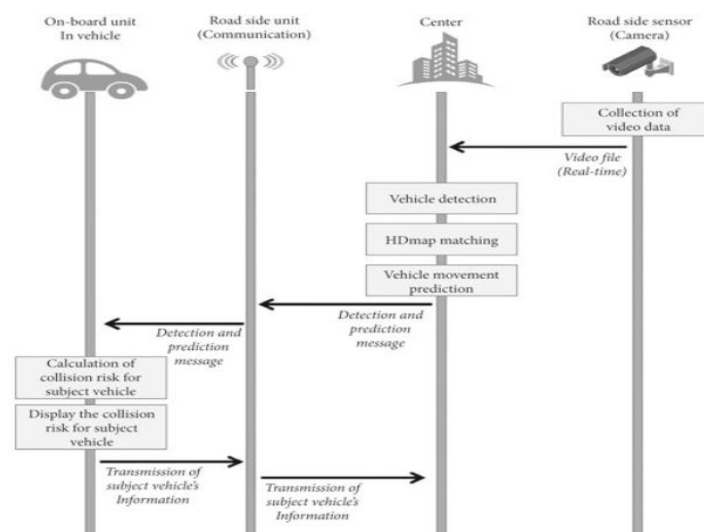 On-board unit
In vehicle
Road side unit
(Communication)
Center
Road side sensor
(Camera)
Collection of
video data
Video file
(Real-time)
Vehicle detection
HDmap matching
Vehicle movement
prediction
Detection and
prediction
message
Detection and
prediction
message
Calculation of
collision risk for
subject vehicle
Display the collision
risk for subject
vehicle
Transmission of
subject vehicle's
Information
Transmission of
subject vehicle's
Information